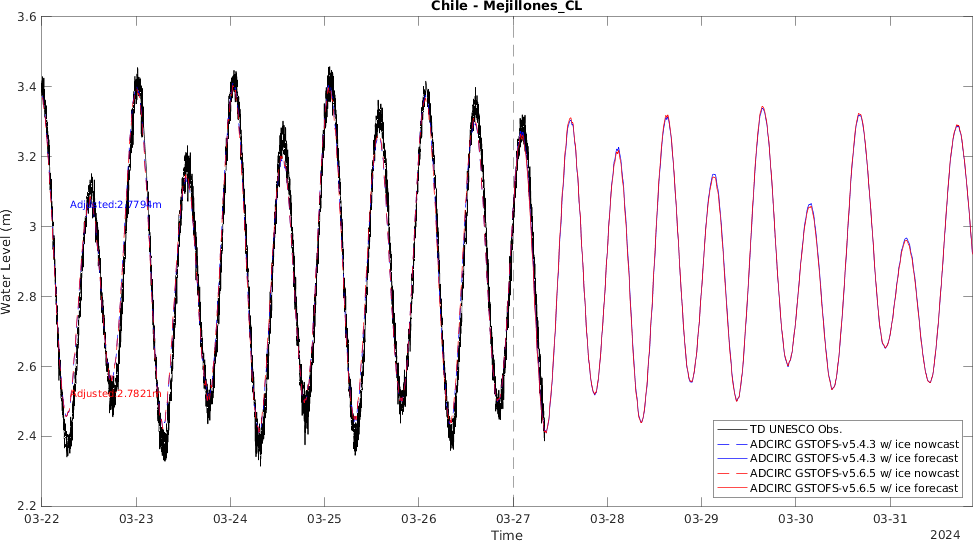 Chile - Mejillones_CL
3.6
3.4
3.2
3
2.8
2.6
2.4
2.2
Water Level (m)
Adjusted:2.7794m
Adjusted:2.7821m
TD UNESCO Obs.
ADCIRC GSTOFS-v5.4.3 w/ ice nowcast
ADCIRC GSTOFS-v5.4.3 w/ ice forecast
ADCIRC GSTOFS-v5.6.5 w/ ice nowcast
ADCIRC GSTOFS-v5.6.5 w/ ice forecast
03-22 03-23 03-24 03-25 03-26 03-27 03-28 03-29 03-30 03-31
Time
2024